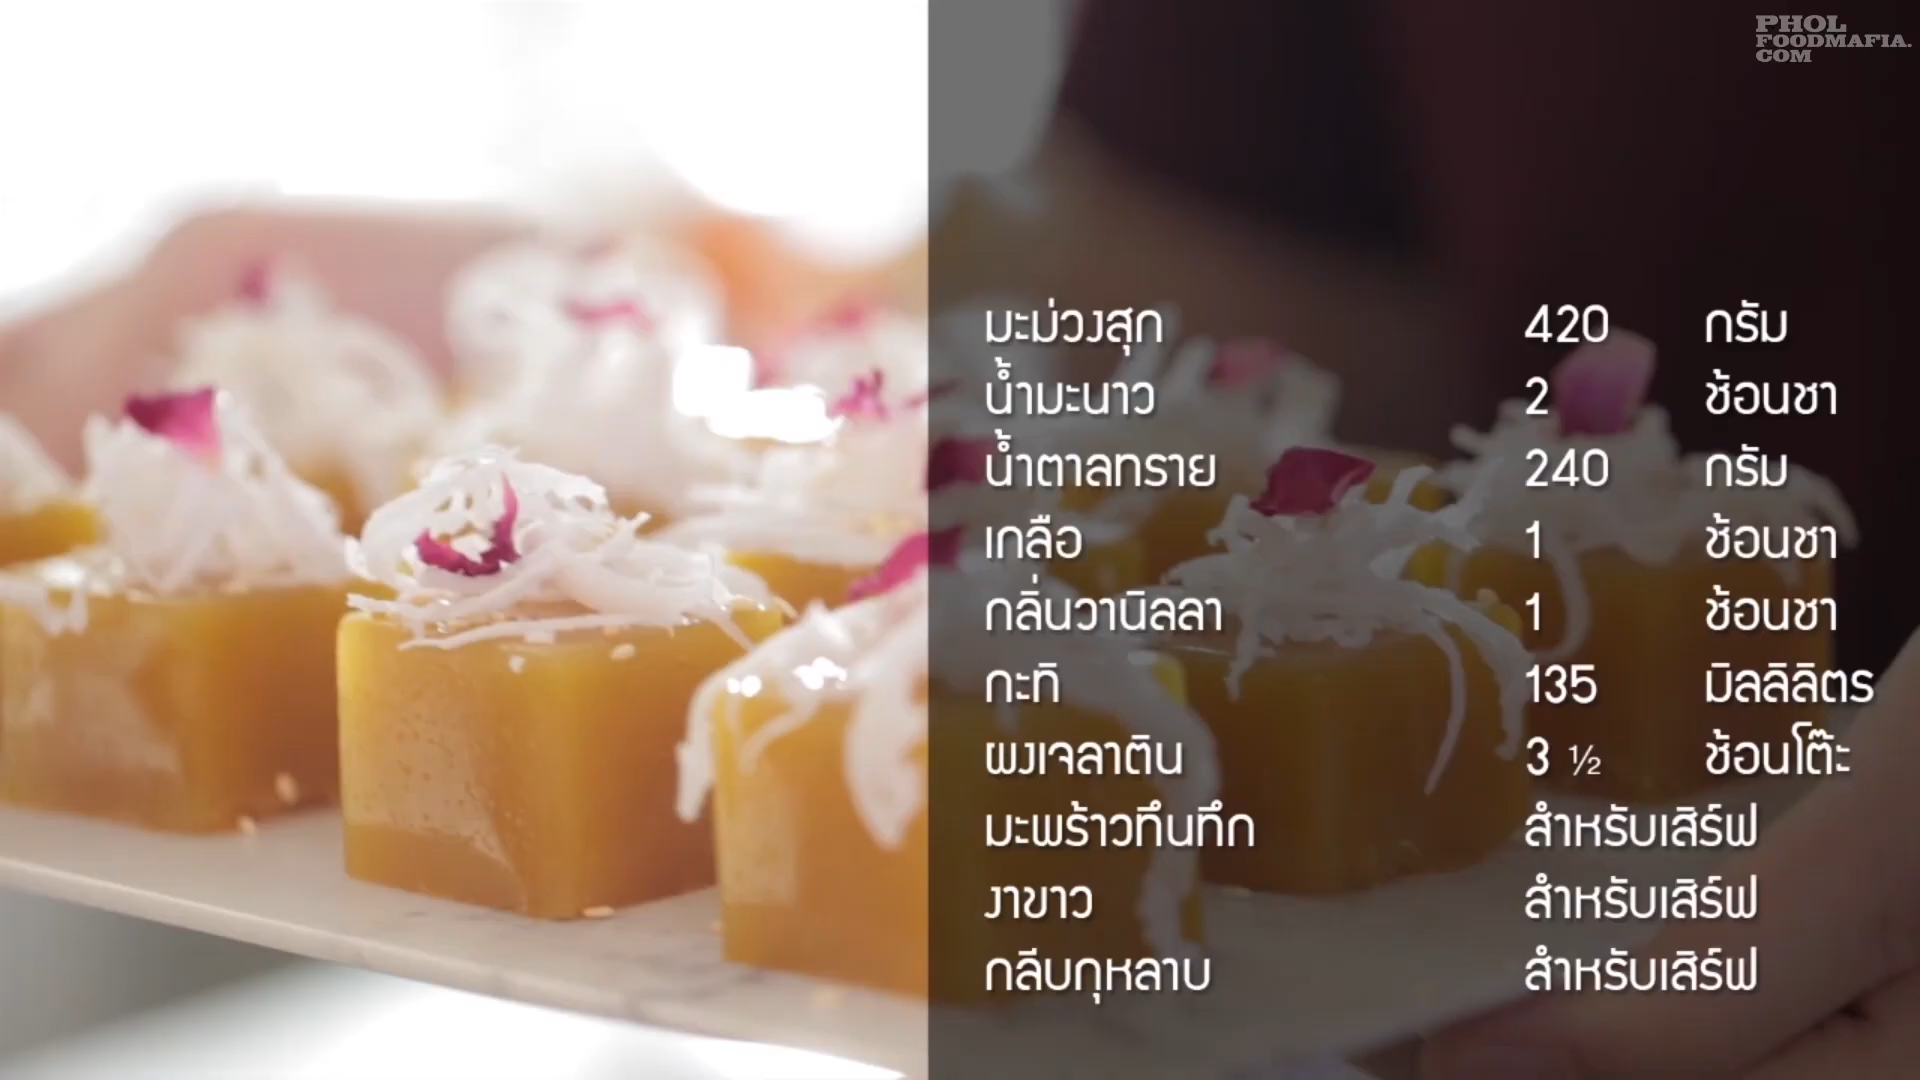 PHOL
FOODMAFIA.
COM
มะม่วงสุก 420 กรัม
น้ำมะนาว 2 ช้อนชา
น้ำตาลทราย 240 กรัม
เกลือ 1 ช้อนชา
กลิ่นวานิลลา 1 ช้อนชา
กะทิ 135 มิลลิลิตร
ผงเจลาติน 3 ½ ช้อนโต๊ะ
มะพร้าวทึนทึก สำหรับเสิร์ฟ
งาขาว สำหรับเสิร์ฟ
กลีบกุหลาบ สำหรับเสิร์ฟ